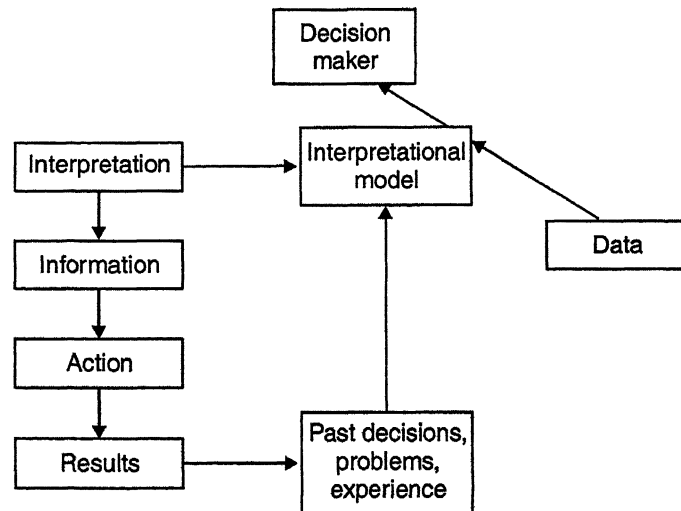 Decision
maker
Interpretation
Interpretational
model
Data
Information
Action
Results
Past decisions,
problems,
experience